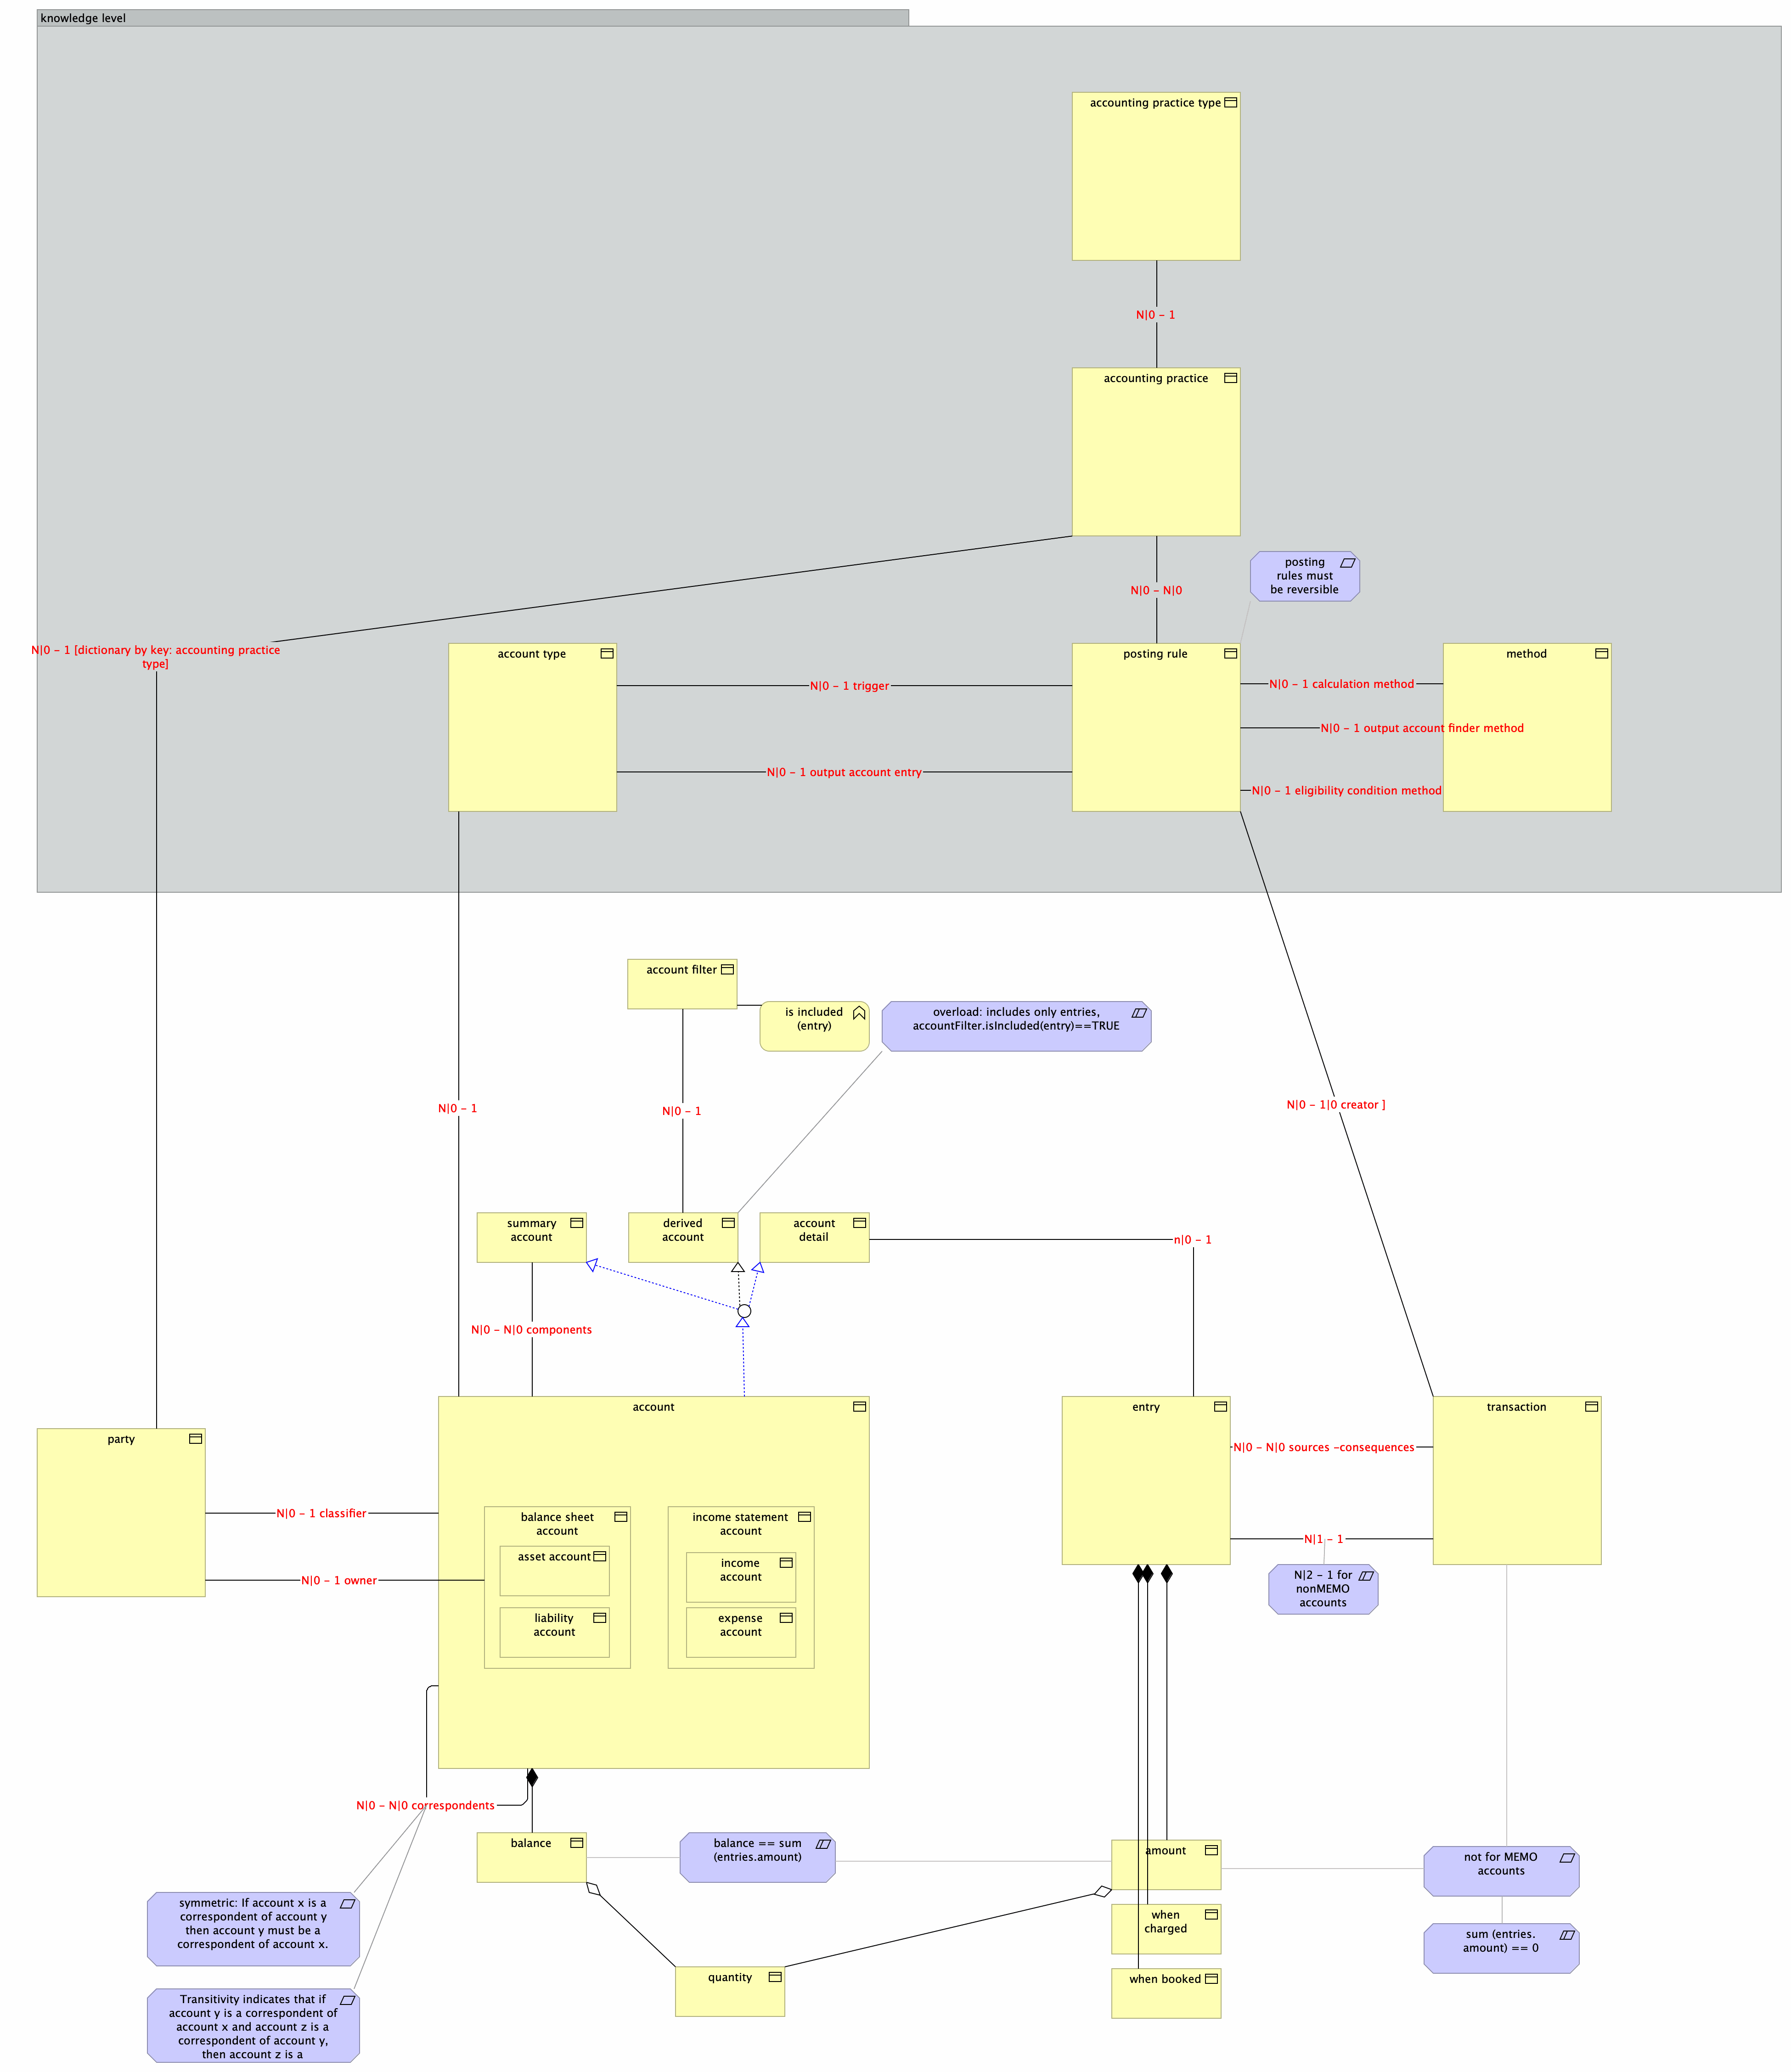 knowledge level
accounting practice type
N|0 - 1
accounting practice
posting
rules must
be reversible
N|0 - N|0
N|0 - 1 [dictionary by key: accounting practice
type]
account type
posting rule
method
N|0 - 1 trigger
N|0 - 1 calculation method
N|0 - 1 output account finder method
N|0 - 1 output account entry
N|0 - 1 eligibility condition method
account filter
is included
(entry)
overload: includes only entries,
accountFilter.isIncluded(entry)==TRUE
N|0 - 1
N|0 - 1
N|0 - 1|0 creator ]
summary
account
derived
account
account
detail
n|0 - 1
N|0 - N|0 components
account
entry
transaction
party
N|0 - N|0 sources -consequences
N|0 - 1 classifier
balance sheet
account
income statement
account
N|1 - 1
asset account
income
account
N|0 - 1 owner
N|2 - 1 for
nonMEMO
accounts
liability
account
expense
account
N|0 - N|0 correspondents
balance
balance == sum
(entries.amount)
amount
not for MEMO
accounts
symmetric: If account x is a
correspondent of account y
then account y must be a
correspondent of account x.
when
charged
sum (entries.
amount) == 0
quantity
when booked
Transitivity indicates that if
account y is a correspondent of
account x and account z is a
correspondent of account y,
then account z is a